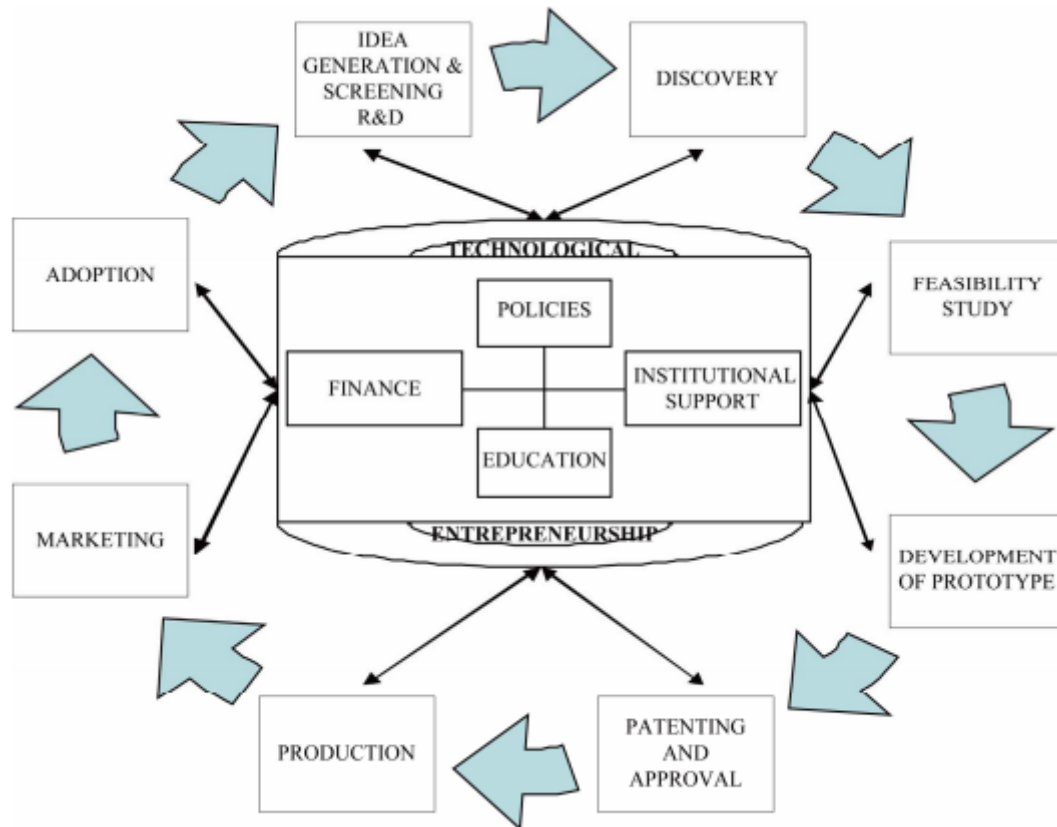 IDEA
GENERATION &
SCREENING
R&D
DISCOVERY
TECHNOLOGICAL
ADOPTION
FEASIBILITY
STUDY
POLICIES
FINANCE
INSTITUTIONAL
SUPPORT
EDUCATION
MARKETING
ENTREPRENEURSHIP
DEVELOPMENT
OF PROTOTYPE
PRODUCTION
PATENTING
AND
APPROVAL